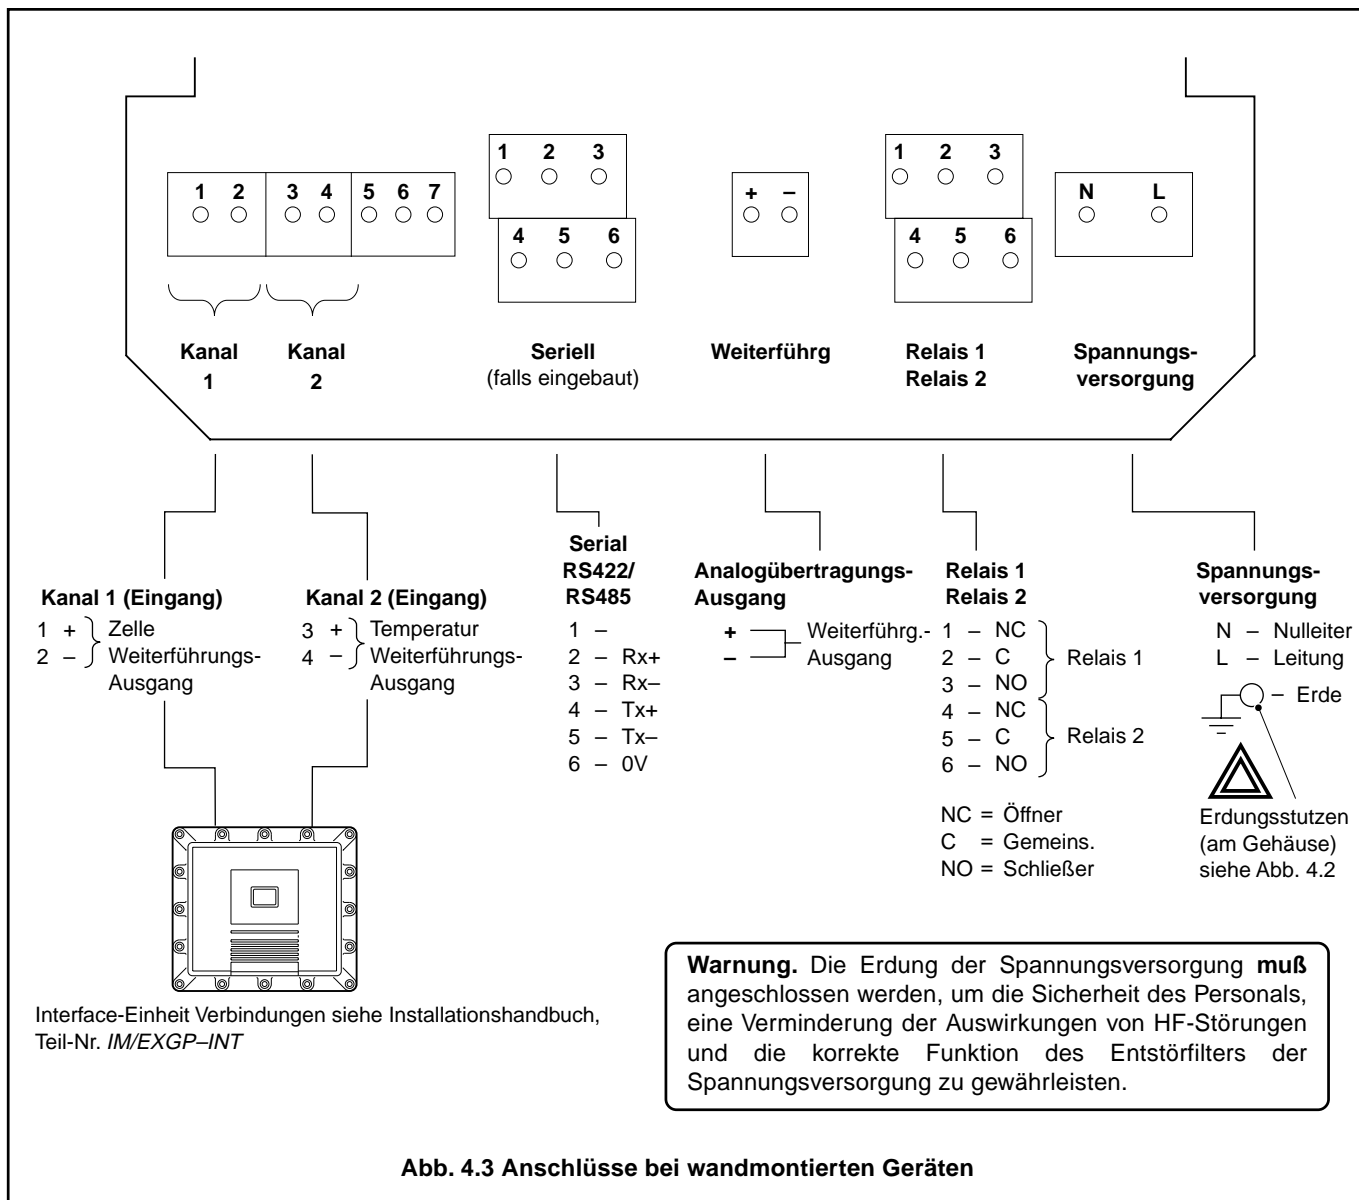 1 2 3 4 5 6 7
1 2 3
4 5 6
+ –
1 2 3
4 5 6
N L
Kanal
1
Kanal
2
Seriell
(falls eingebaut)
Weiterführg
Relais 1
Relais 2
Spannungs-
versorgung
Kanal 1 (Eingang)
1 + Zelle
2 – Weiterführungs-
Ausgang
Kanal 2 (Eingang)
3 + Temperatur
4 – Weiterführungs-
Ausgang
Serial
RS422/
RS485
1 –
2 – Rx+
3 – Rx–
4 – Tx+
5 – Tx–
6 – 0V
Analogübertragungs-
Ausgang
+ Weiterführg.-
– Ausgang
Relais 1
Relais 2
1 – NC
2 – C
3 – NO
Relais 1
4 – NC
5 – C
6 – NO
Relais 2
NC = Öffner
C = Gemeins.
NO = Schließer
Spannungs-
versorgung
N – Nulleiter
L – Leitung
– Erde
Erdungsstutzen
(am Gehäuse)
siehe Abb. 4.2
Interface-Einheit Verbindungen siehe Installationshandbuch,
Teil-Nr. IM/EXGP–INT
Warnung. Die Erdung der Spannungsversorgung muß
angeschlossen werden, um die Sicherheit des Personals,
eine Verminderung der Auswirkungen von HF-Störungen
und die korrekte Funktion des Entstörfilters der
Spannungsversorgung zu gewährleisten.
Abb. 4.3 Anschlüsse bei wandmontierten Geräten